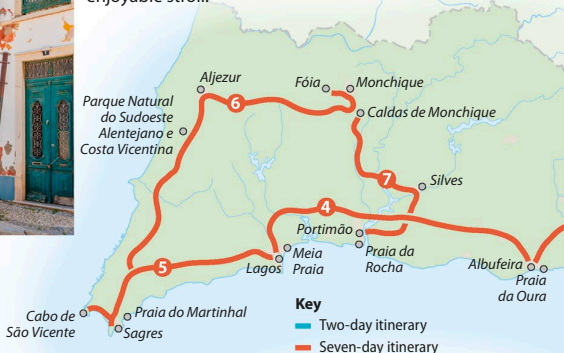 Aljezur
Fóia
Monchique
6
Parque Natural
do Sudoeste
Alentejano e
Costa Vicentina
Caldas de Monchique
7
Silves
4
Portimão
Praia da
Rocha
Meia
Praia
Lagos
5
Albufeira
Praia
da Oura
Cabo de
São Vicente
Praia do Martinhal
Sagres
Key
Two-day itinerary
Seven-day itinerary